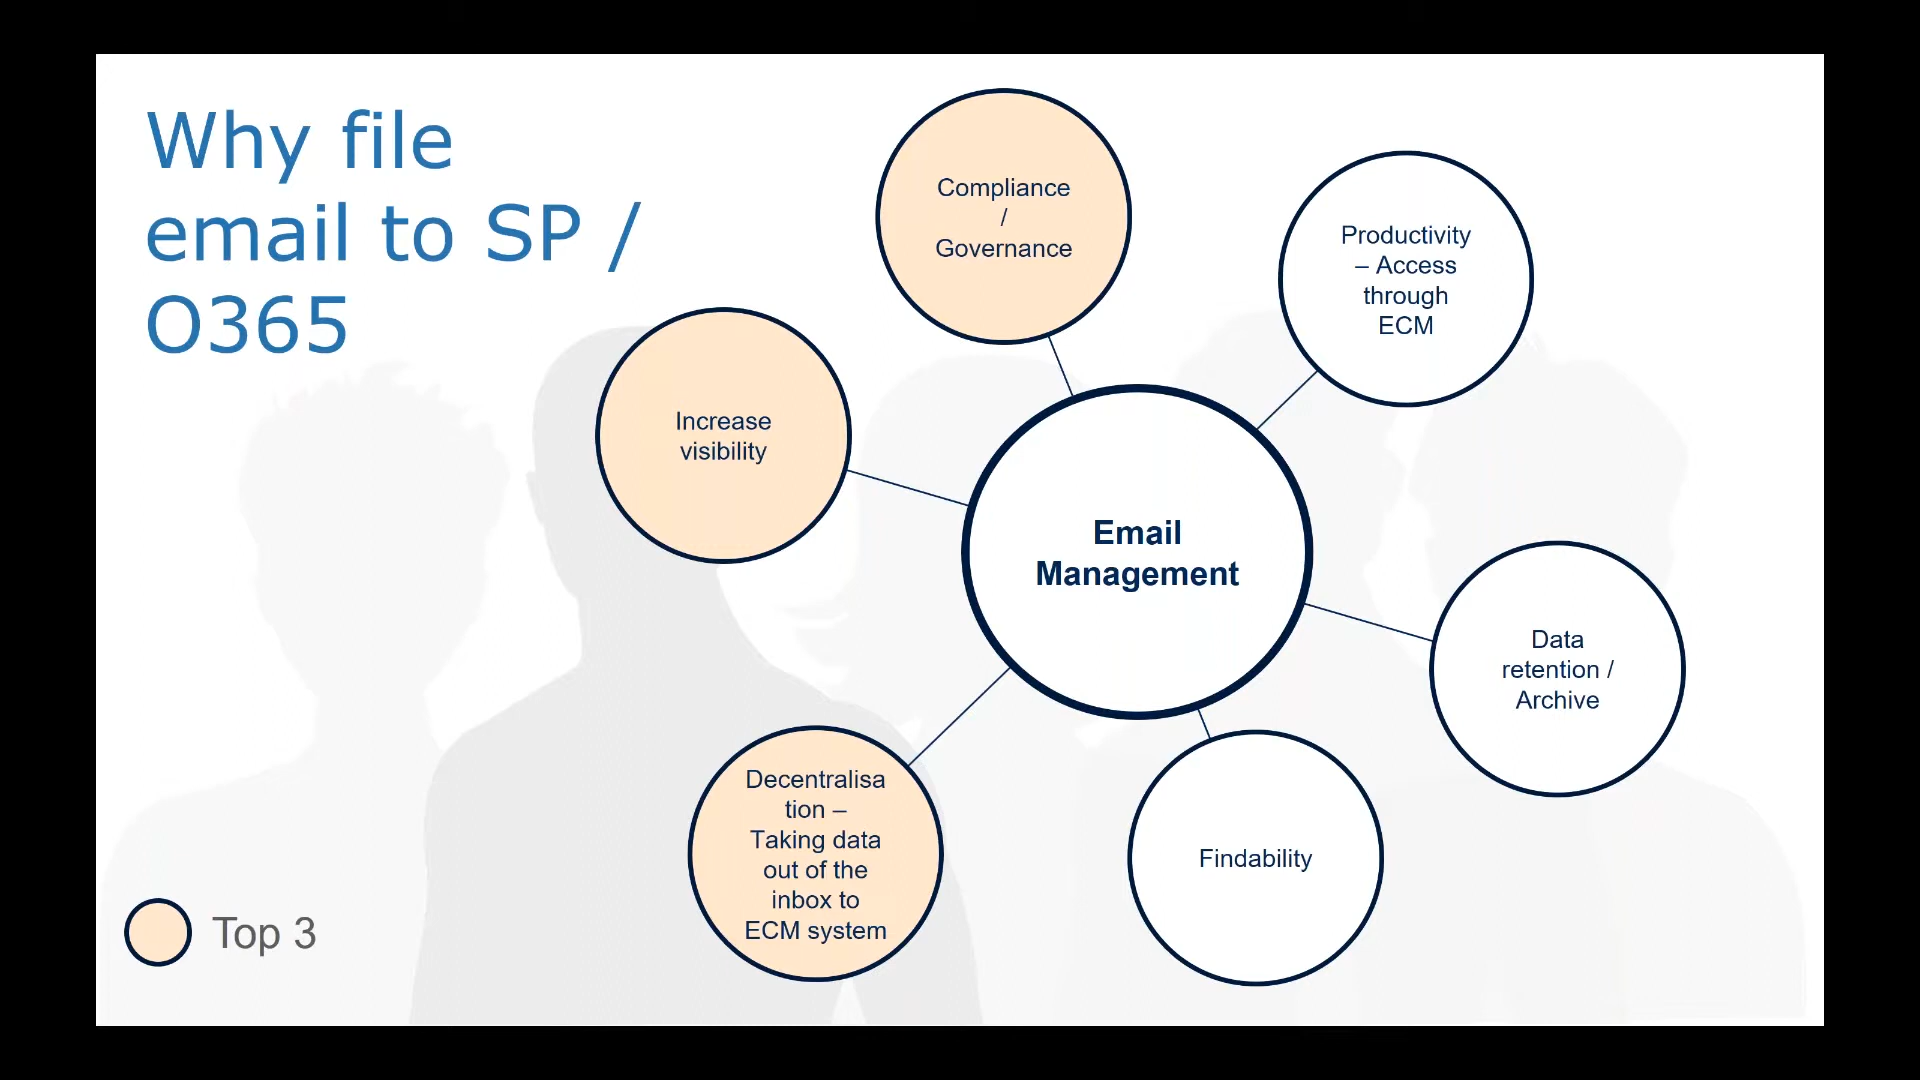 Why file
email to SP /
O365
Compliance
/
Governance
Productivity
– Access
through
ECM
Increase
visibility
Email
Management
Data
retention /
Archive
Decentralisa
tion –
Taking data
out of the
inbox to
ECM system
Findability
Top 3